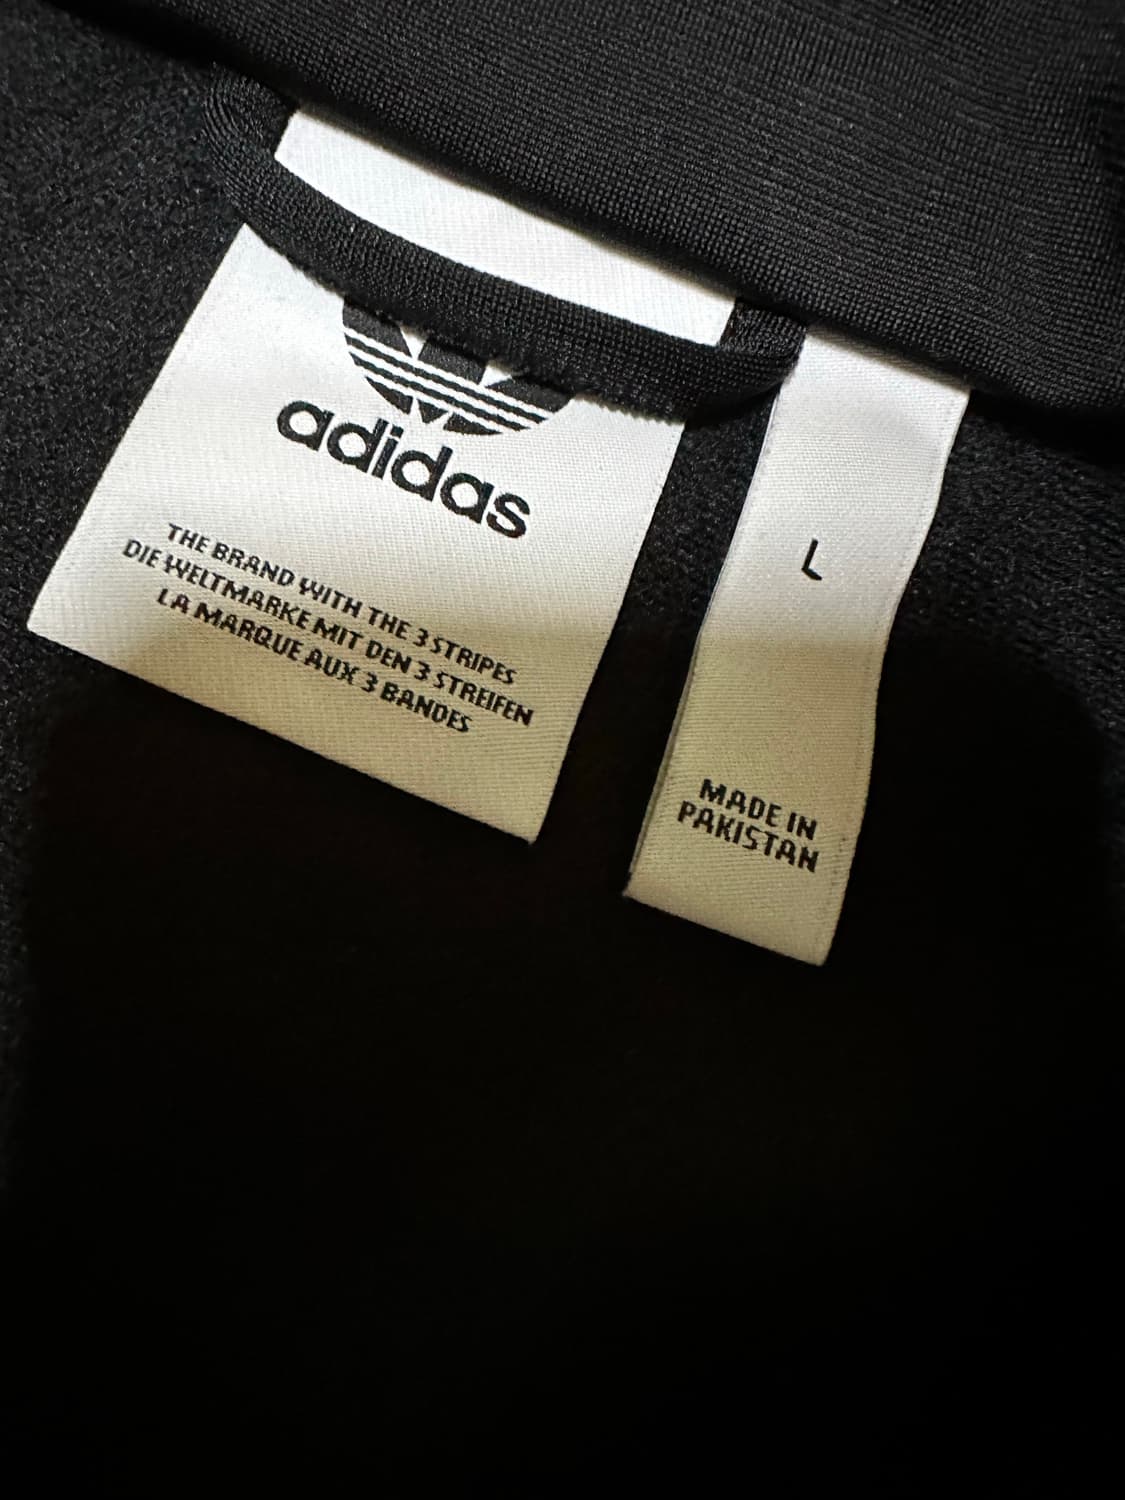 adidas
THE BRAND WITH THE 3 STRIPES
DIE WELTMARKE MIT DEN 3 STREIFEN
LA MARQUE AUX 3 BANDES
L
MADE IN
PAKISTAN